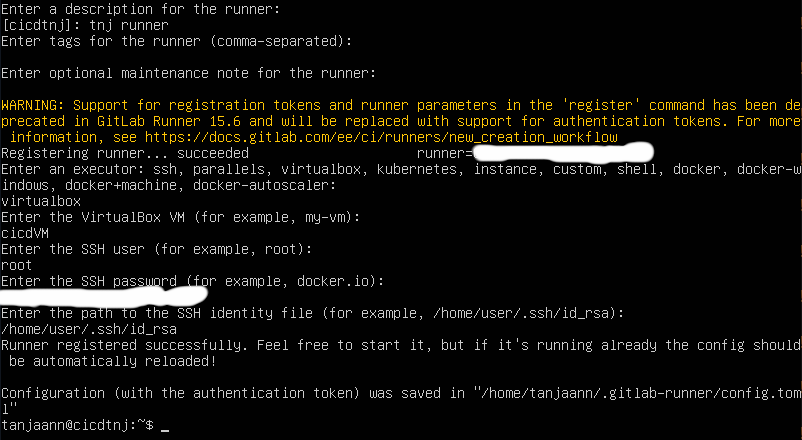 Enter a description for the runner:
[cicdtnj]: tnj runner
Enter tags for the runner (comma-separated):
Enter optional maintenance note for the runner:
WARNING: Support for registration tokens and runner parameters in the 'register' command has been de
precated in GitLab Runner 15.6 and will be replaced with support for authentication tokens. For more
 information, see https://docs.gitlab.com/ee/ci/runners/new_creation_workflow
Registering runner... succeeded                     runner=
Enter an executor: ssh, parallels, virtualbox, kubernetes, instance, custom, shell, docker, docker-w
indows, docker+machine, docker-autoscaler:
virtualbox
Enter the VirtualBox VM (for example, my-vm):
cicdVM
Enter the SSH user (for example, root):
root
Enter the SSH password (for example, docker.io):
Enter the path to the SSH identity file (for example, /home/user/.ssh/id_rsa):
/home/user/.ssh/id_rsa
Runner registered successfully. Feel free to start it, but if it's running already the config should
 be automatically reloaded!
Configuration (with the authentication token) was saved in "/home/tanjaann/.gitlab-runner/config.tom
l"
tanjaann@cicdtnj:~$ _